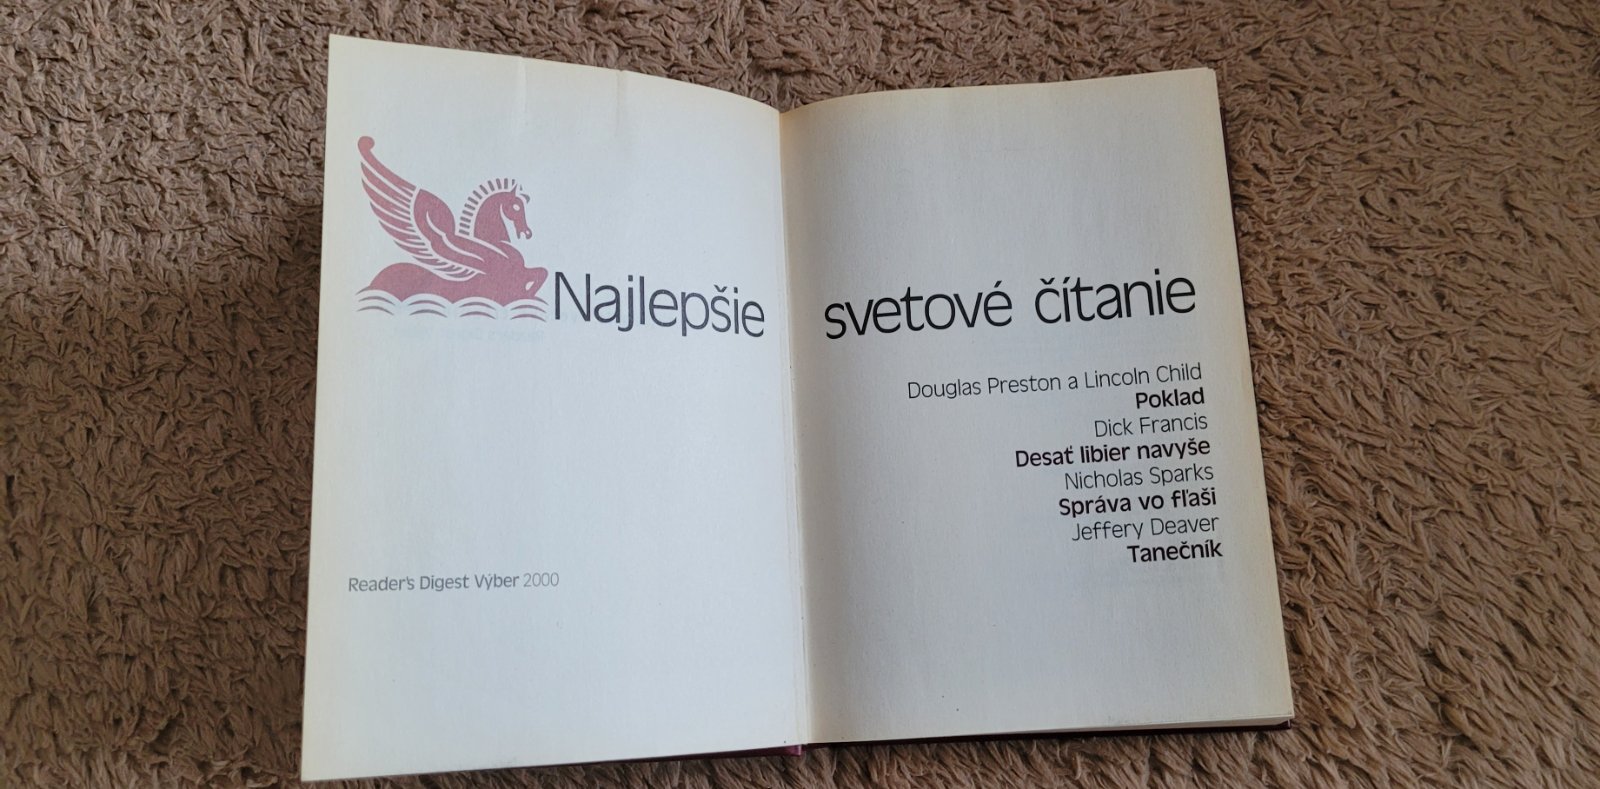 Najlepšie svetové čítanie
Douglas Preston a Lincoln Child
Poklad
Dick Francis
Desať libier navyše
Nicholas Sparks
Správa vo fľaši
Jeffery Deaver
Tanečník
Reader's Digest Výber 2000